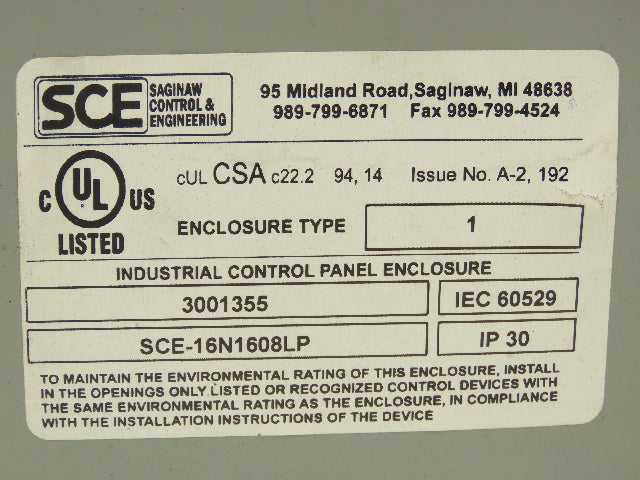 SCE SAGINAW CONTROL & ENGINEERING
95 Midland Road,Saginaw, MI 48638
989-799-6871 Fax 989-799-4524
C UL US
LISTED
cUL CSA c22.2 94, 14 Issue No. A-2, 192
ENCLOSURE TYPE 1
INDUSTRIAL CONTROL PANEL ENCLOSURE
3001355 IEC 60529
SCE-16N1608LP IP 30
TO MAINTAIN THE ENVIRONMENTAL RATING OF THIS ENCLOSURE, INSTALL
IN THE OPENINGS ONLY LISTED OR RECOGNIZED CONTROL DEVICES WITH
THE SAME ENVIRONMENTAL RATING AS THE ENCLOSURE, IN COMPLIANCE
WITH THE INSTALLATION INSTRUCTIONS OF THE DEVICE